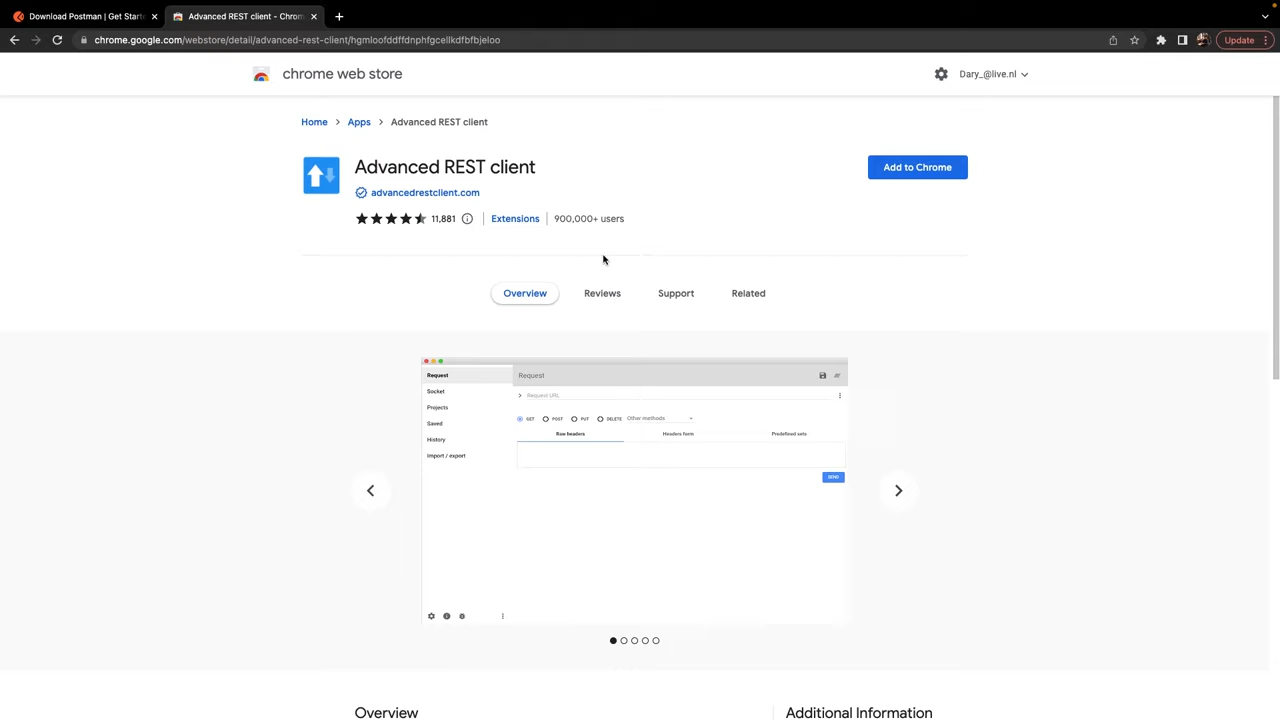 Download Postman | Get Starte
Advanced REST client - Chrom
chrome.google.com/webstore/detail/advanced-rest-client/hgmloofddffdnphfgcellkdfbfbjeloo
Update
chrome web store
Dary_@live.nl
Home > Apps > Advanced REST client
Advanced REST client
Add to Chrome
advancedrestclient.com
11,881
Extensions
900,000+ users
Overview
Reviews
Support
Related
Request
Request
Socket
Request URL
Projects
GET
POST
PUT
DELETE
Other methods
Saved
Raw headers
Headers form
Predefined sets
History
Import / export
SEND
Overview
Additional Information